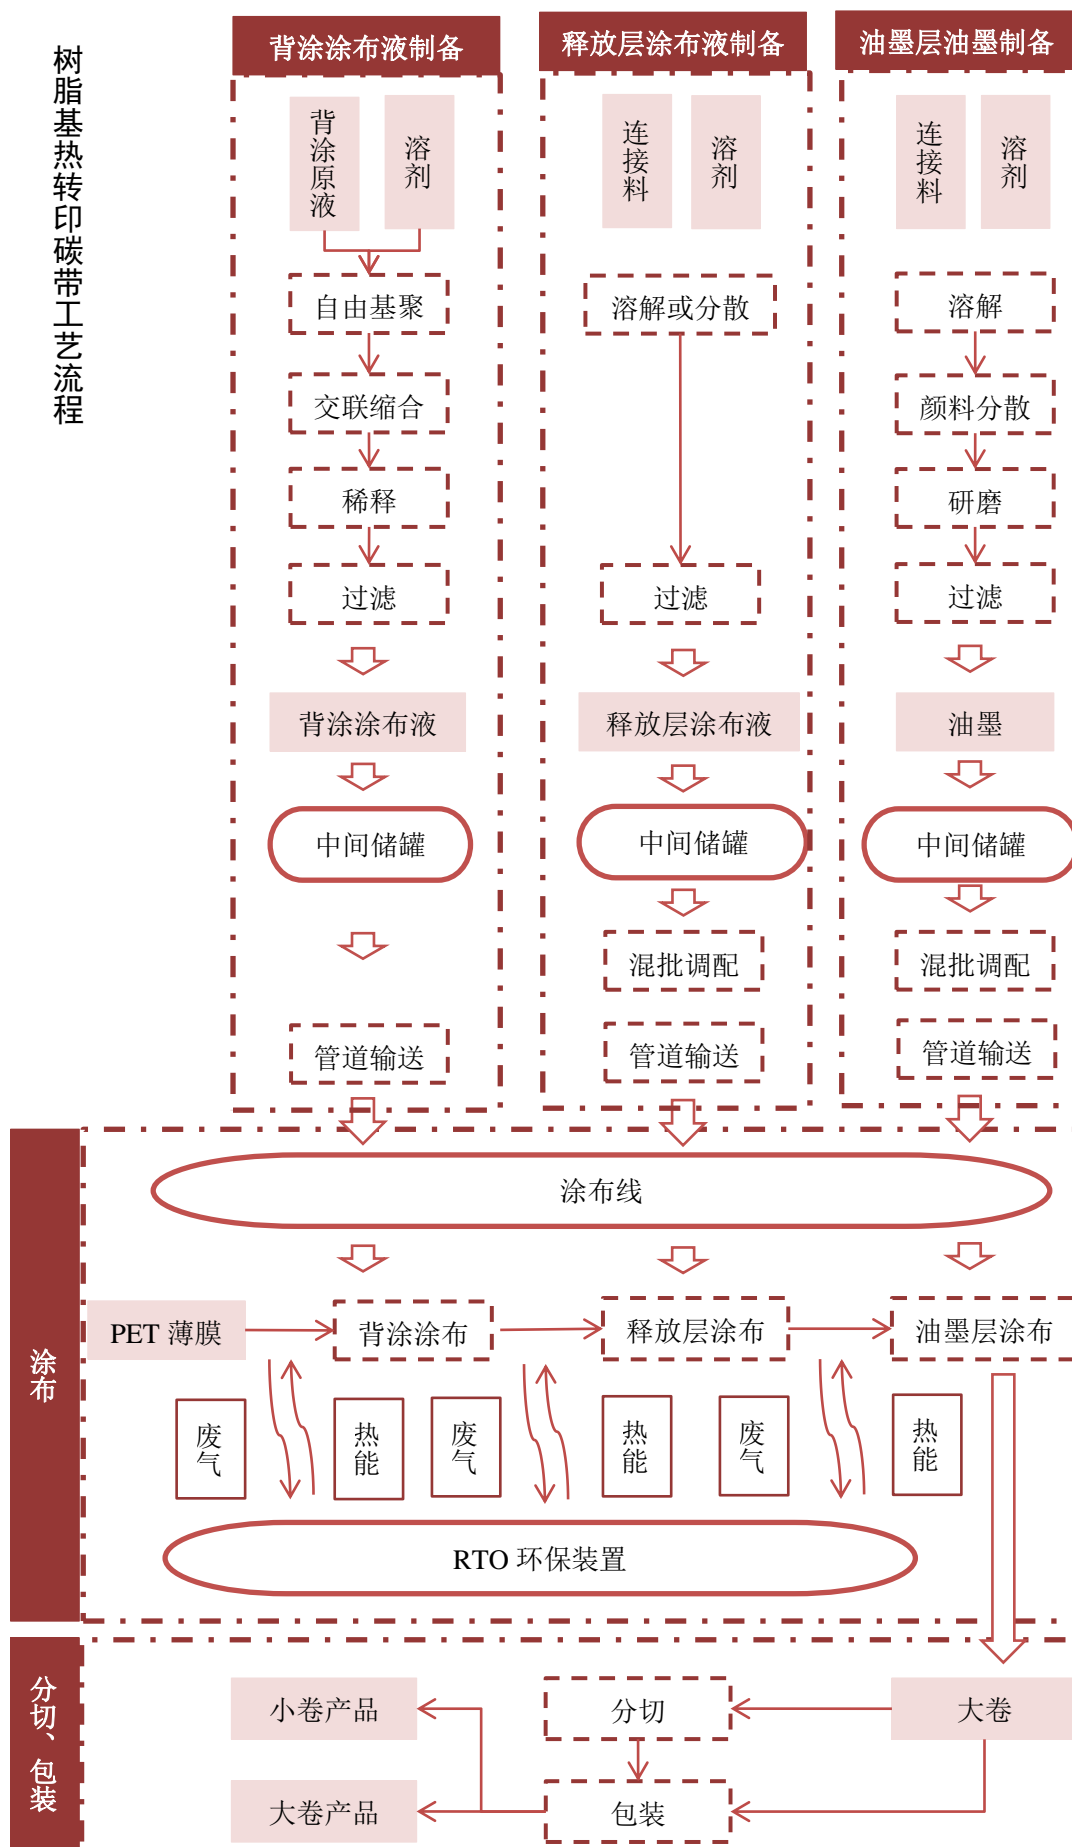 树脂基热转印碳带工艺流程
背涂涂布液制备
释放层涂布液制备
油墨层油墨制备
背涂原液
溶剂
连接料
溶剂
连接料
溶剂
自由基聚
溶解或分散
溶解
交联缩合
颜料分散
稀释
研磨
过滤
过滤
过滤
背涂涂布液
释放层涂布液
油墨
中间储罐
中间储罐
中间储罐
混批调配
混批调配
管道输送
管道输送
管道输送
涂布
涂布线
PET 薄膜
背涂涂布
释放层涂布
油墨层涂布
废气
热能
废气
热能
废气
热能
RTO 环保装置
分切、包装
小卷产品
分切
大卷
大卷产品
包装